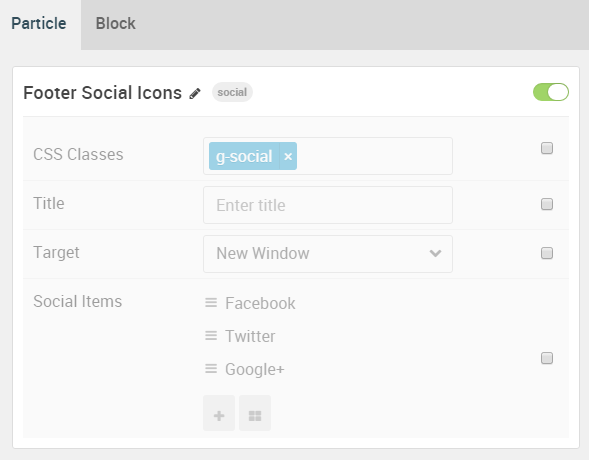 Particle Block
Footer Social Icons social
CSS Classes g-social ×
Title Enter title
Target New Window
Social Items Facebook
Twitter
Google+